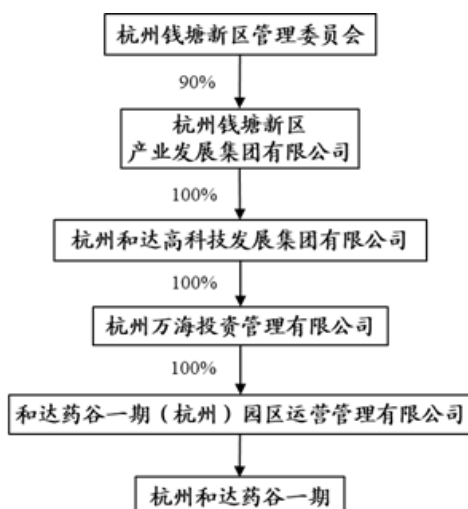 杭州钱塘新区管理委员会
90%
杭州钱塘新区
产业发展集团有限公司
100%
杭州和达高科技发展集团有限公司
100%
杭州万海投资管理有限公司
100%
和达药谷一期（杭州）园区运营管理有限公司
杭州和达药谷一期